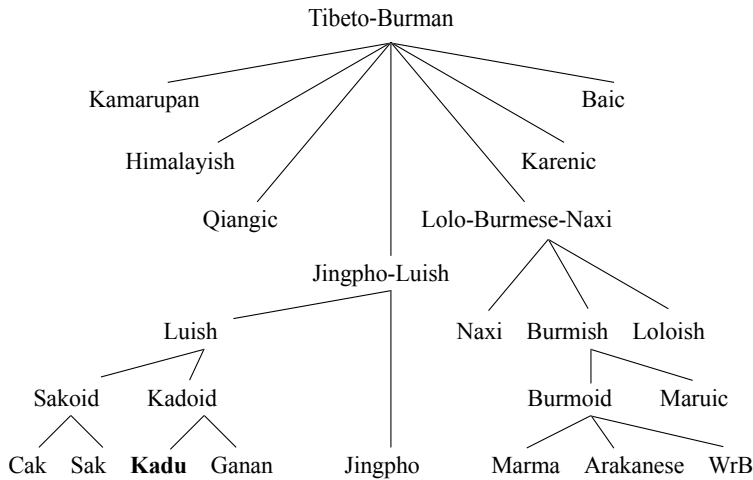 Tibeto-Burman
Kamarupan Baic
Himalayish Karenic
Qiangic Lolo-Burmese-Naxi
Jingpho-Luish
Luish Naxi Burmish Loloish
Sakoid Kadoid Burmoid Maruic
Cak Sak Kadu Ganan Jingpho Marma Arakanese WrB